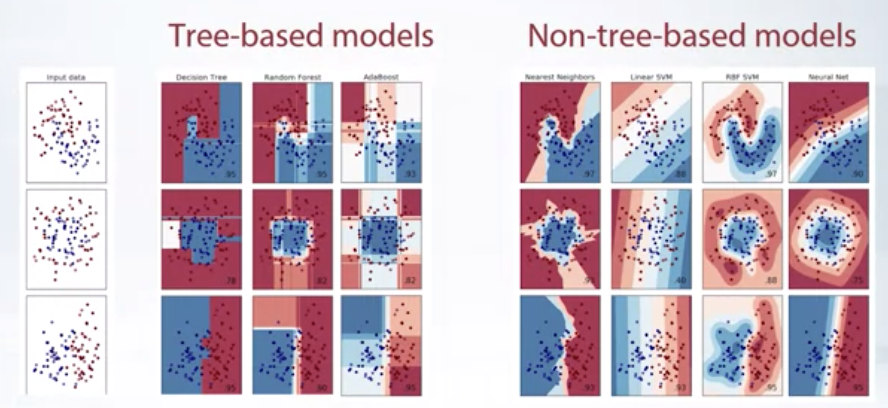 Tree-based models
Non-tree-based models
Input data
Decision Tree
Random Forest
AdaBoost
Nearest Neighbors
Linear SVM
RBF SVM
Neural Net
.95
.95
.93
.97
.88
.97
.90
.78
.82
.82
.40
.88
.75
.95
.90
.95
.93
.93
.95
.95